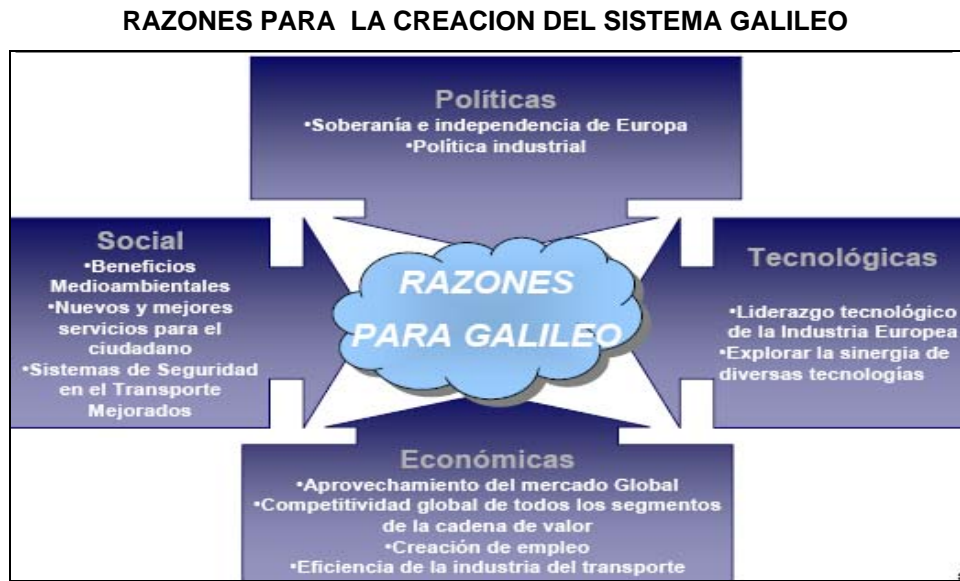 RAZONES PARA LA CREACION DEL SISTEMA GALILEO
Políticas
•Soberanía e independencia de Europa
•Política industrial
Social
•Beneficios
Medioambientales
•Nuevos y mejores
servicios para el
ciudadano
•Sistemas de Seguridad
en el Transporte
Mejorados
RAZONES
PARA GALILEO
Tecnológicas
•Liderazgo tecnológico
de la Industria Europea
•Explorar la sinergia de
diversas tecnologías
Económicas
•Aprovechamiento del mercado Global
•Competitividad global de todos los segmentos
de la cadena de valor
•Creación de empleo
•Eficiencia de la industria del transporte